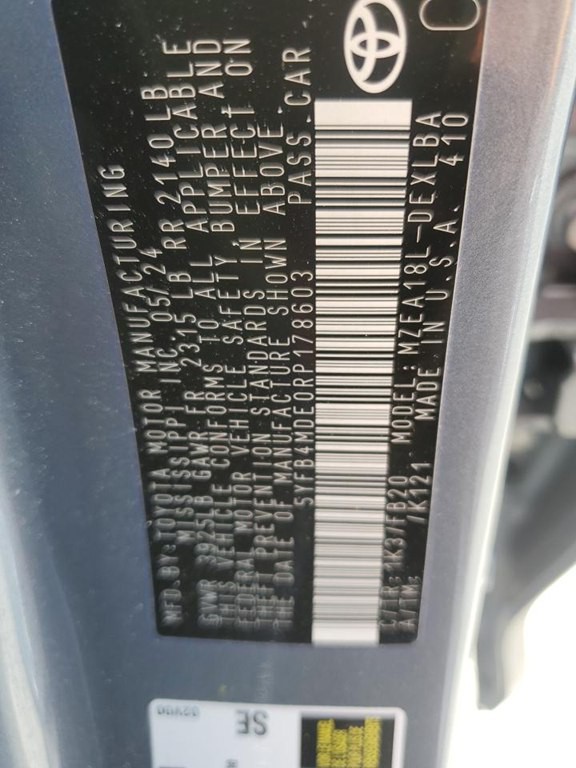 MFD. BY: TOYOTA MOTOR MANUFACTURING
MISSISSIPPI INC. 05/24
GVWR 3925LB GAWR FR 2315 LB RR 2140LB
THIS VEHICLE CONFORMS TO ALL APPLICABLE
FEDERAL MOTOR VEHICLE SAFETY, BUMPER AND
THEFT PREVENTION STANDARDS IN EFFECT ON
THE DATE OF MANUFACTURE SHOWN ABOVE.
5YFB4MDE0RP178603 PASS.CAR
C/TR: 1K3/FB20 MODEL: MZEA18L-DEXLBA
A/TM: /K121 MADE IN U.S.A. 410
SE